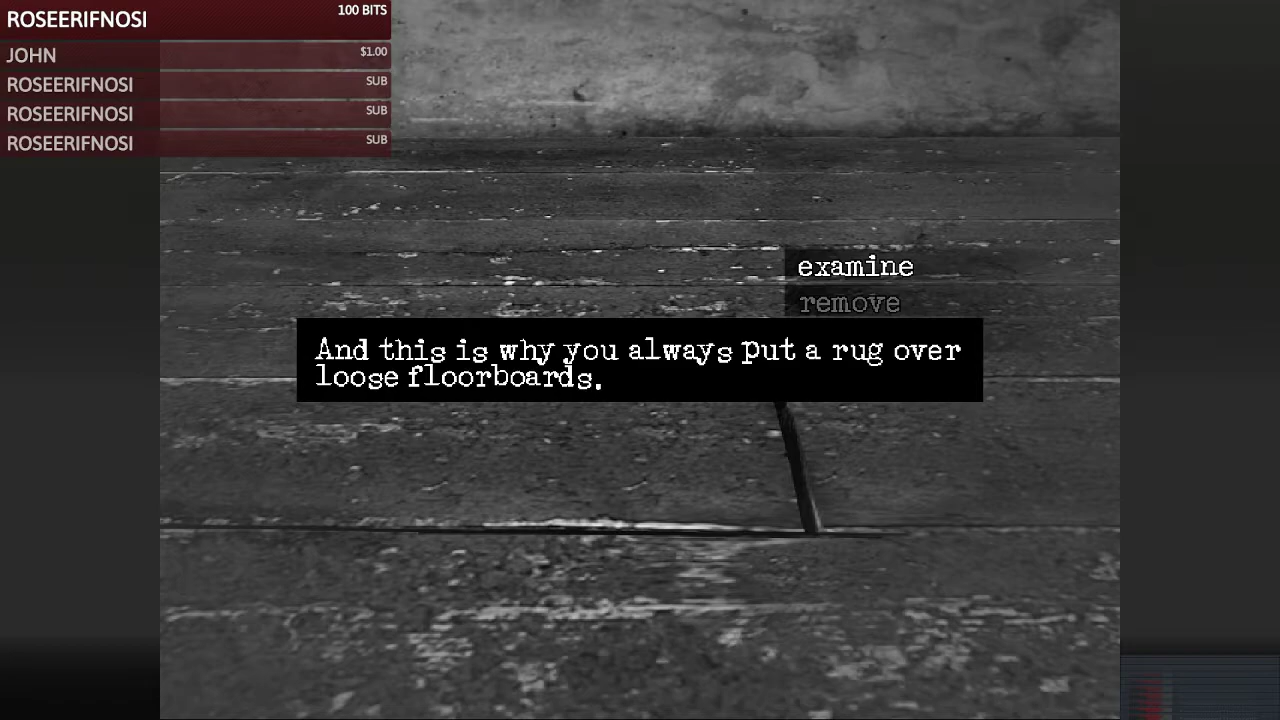 ROSEERIFNOSI 100 BITS
JOHN $1.00
ROSEERIFNOSI SUB
ROSEERIFNOSI SUB
ROSEERIFNOSI SUB
examine
remove
And this is why you always put a rug over
loose floorboards.